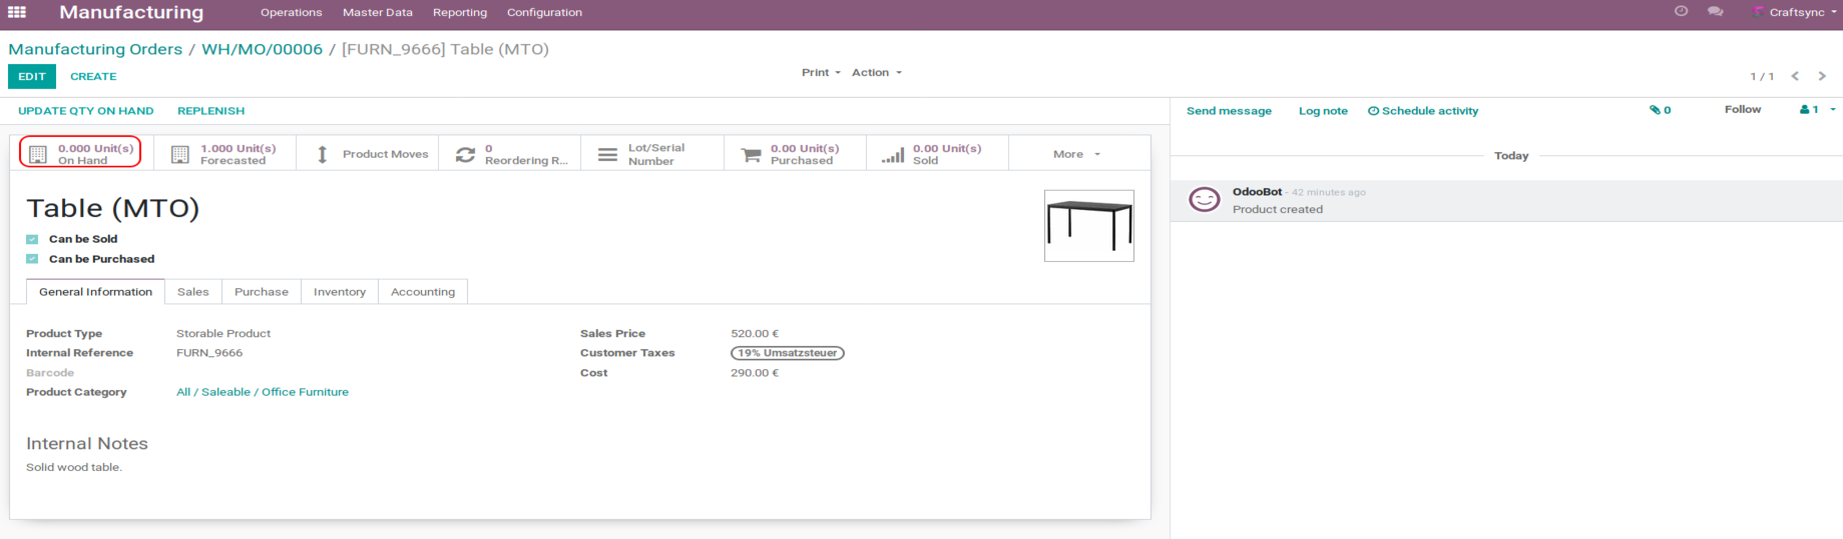 Manufacturing Operations Master Data Reporting Configuration Craftsync
Manufacturing Orders / WH/MO/00006 / [FURN_9666] Table (MTO)
EDIT CREATE Print Action 1 / 1
UPDATE QTY ON HAND REPLENISH Send message Log note Schedule activity 0 Follow 1
0.000 Unit(s) 1.000 Unit(s) Product Moves 0 Lot/Serial 0.00 Unit(s) 0.00 Unit(s) More
On Hand Forecasted Reordering R... Number Purchased Sold
Today
OdooBot - 42 minutes ago
Product created
Table (MTO)
Can be Sold
Can be Purchased
General Information Sales Purchase Inventory Accounting
Product Type Storable Product Sales Price 520.00 €
Internal Reference FURN_9666 Customer Taxes 19% Umsatzsteuer
Barcode Cost 290.00 €
Product Category All / Saleable / Office Furniture
Internal Notes
Solid wood table.